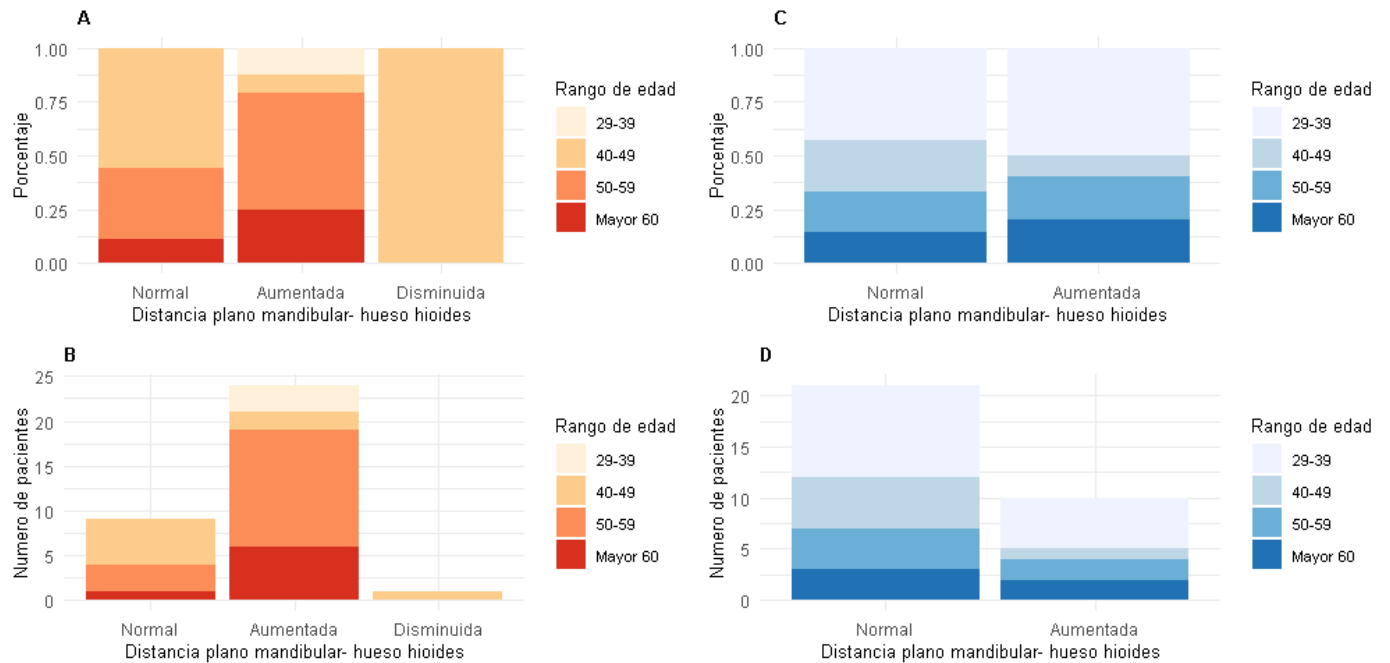 A
1.00
0.75
0.50
0.25
0.00
Porcentaje
Normal Aumentada Disminuida
Distancia plano mandibular- hueso hioides
Rango de edad
29-39
40-49
50-59
Mayor 60
C
1.00
0.75
0.50
0.25
0.00
Porcentaje
Normal Aumentada
Distancia plano mandibular- hueso hioides
Rango de edad
29-39
40-49
50-59
Mayor 60
B
25
20
15
10
5
0
Numero de pacientes
Normal Aumentada Disminuida
Distancia plano mandibular- hueso hioides
Rango de edad
29-39
40-49
50-59
Mayor 60
D
20
15
10
5
0
Numero de pacientes
Normal Aumentada
Distancia plano mandibular- hueso hioides
Rango de edad
29-39
40-49
50-59
Mayor 60